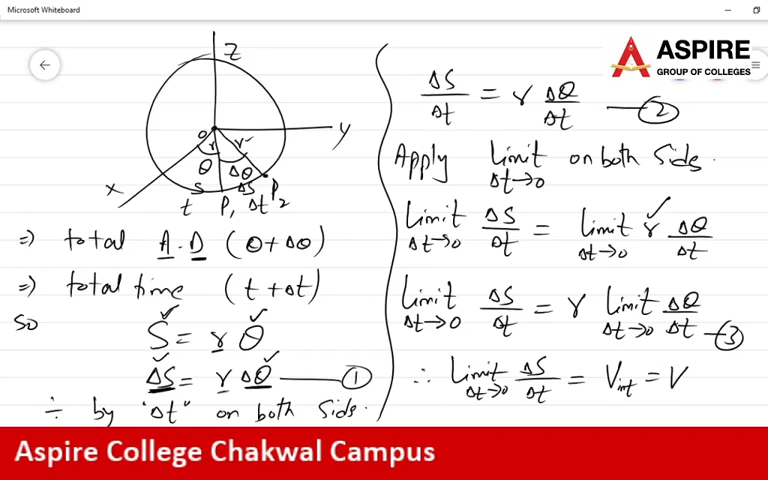 Microsoft Whiteboard
ASPIRE
GROUP OF COLLEGES
Z
Y
X
O
r r
θ Δθ
S ΔS
t P₁ Δt P₂
=) total A.D (θ+Δθ)
=) total time (t+Δt)
so
S = r θ
ΔS = r Δθ —— ①
÷ by "Δt" on both side.
ΔS/Δt = r Δθ/Δt —— ②
Apply Limit Δt→0 on both side.
Limit Δt→0 ΔS/Δt = limit Δt→0 r Δθ/Δt
Limit Δt→0 ΔS/Δt = r limit Δt→0 Δθ/Δt —③
∴ Limit Δt→0 ΔS/Δt = Vint = V
Aspire College Chakwal Campus